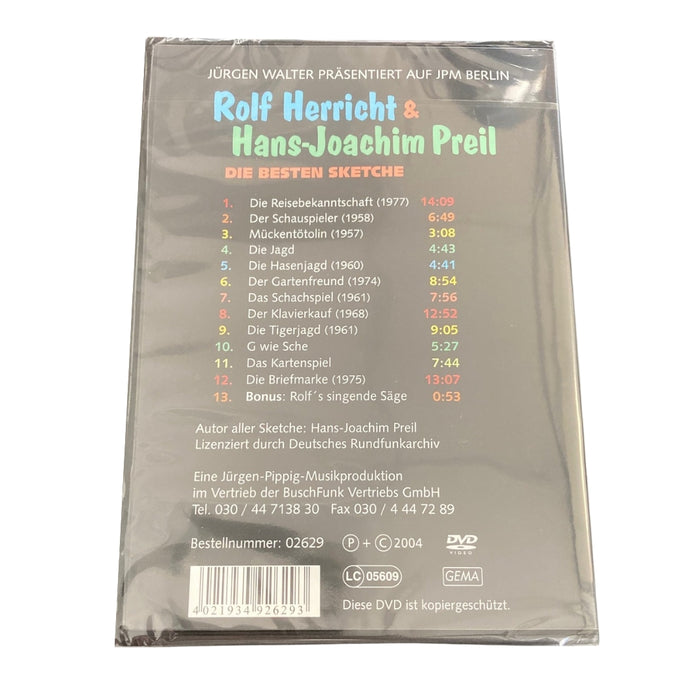 JÜRGEN WALTER PRÄSENTIERT AUF JPM BERLIN
Rolf Herricht &
Hans-Joachim Preil
DIE BESTEN SKETCHE
1. Die Reisebekanntschaft (1977) 14:09
2. Der Schauspieler (1958) 6:49
3. Mückentötolin (1957) 3:08
4. Die Jagd 4:43
5. Die Hasenjagd (1960) 4:41
6. Der Gartenfreund (1974) 8:54
7. Das Schachspiel (1961) 7:56
8. Der Klavierkauf (1968) 12:52
9. Die Tigerjagd (1961) 9:05
10. G wie Sche 5:27
11. Das Kartenspiel 7:44
12. Die Briefmarke (1975) 13:07
13. Bonus: Rolf´s singende Säge 0:53
Autor aller Sketche: Hans-Joachim Preil
Lizenziert durch Deutsches Rundfunkarchiv
Eine Jürgen-Pippig-Musikproduktion
im Vertrieb der BuschFunk Vertriebs GmbH
Tel. 030 / 44 7138 30 Fax 030 / 4 44 72 89
Bestellnummer: 02629 Ⓟ + Ⓒ 2004 DVD
VIDEO
LC 05609 GEMA
4 021934 926293
Diese DVD ist kopiergeschützt.